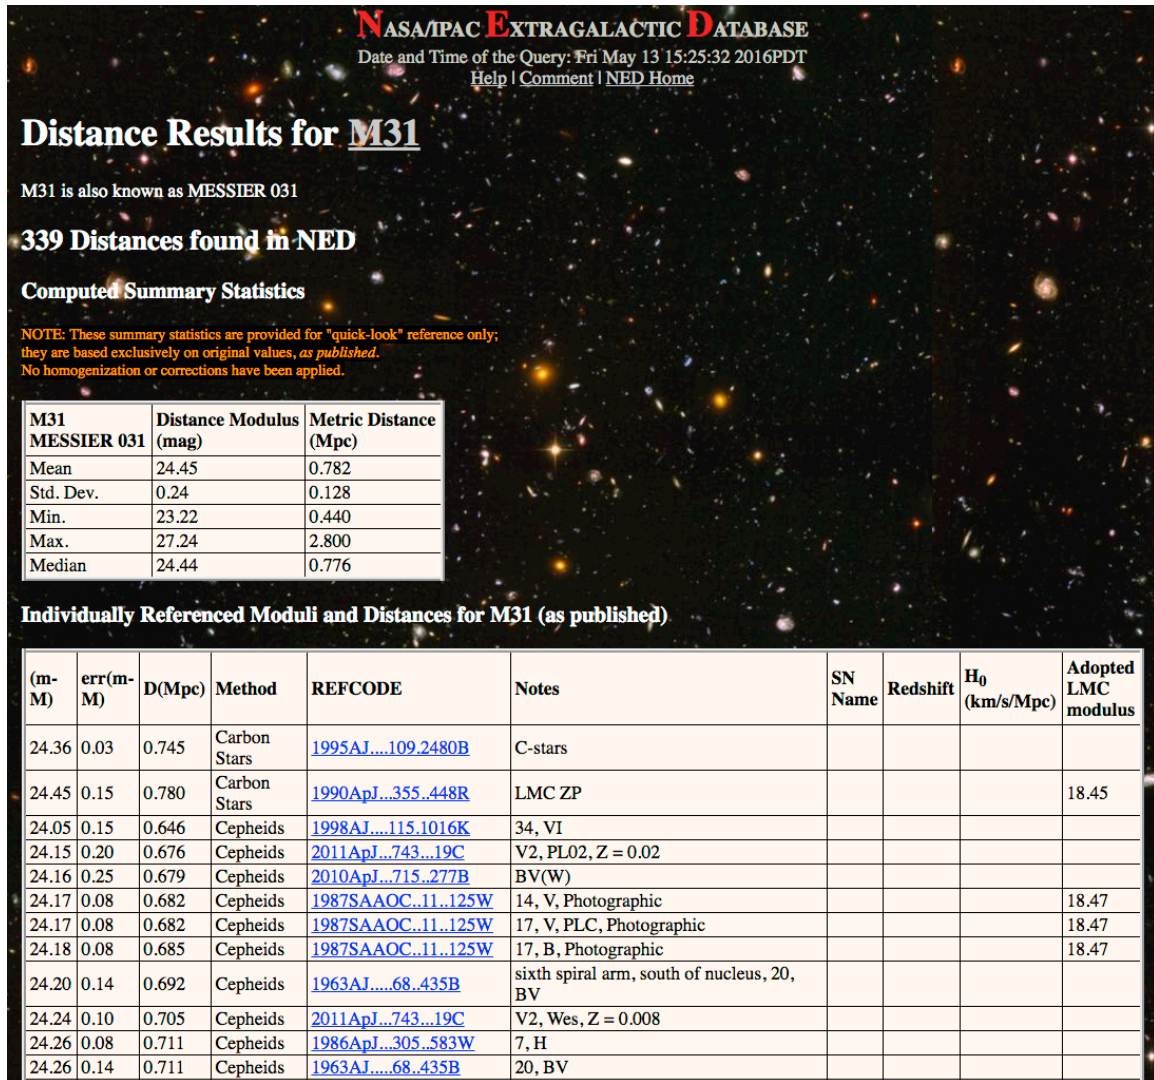 NASA/IPAC EXTRAGALACTIC DATABASE
Date and Time of the Query: Fri May 13 15:25:32 2016PDT
Help | Comment | NED Home
Distance Results for M31
M31 is also known as MESSIER 031
339 Distances found in NED
Computed Summary Statistics
NOTE: These summary statistics are provided for "quick-look" reference only;
they are based exclusively on original values, as published.
No homogenization or corrections have been applied.
M31 MESSIER 031 Distance Modulus (mag) Metric Distance (Mpc)
Mean 24.45 0.782
Std. Dev. 0.24 0.128
Min. 23.22 0.440
Max. 27.24 2.800
Median 24.44 0.776
Individually Referenced Moduli and Distances for M31 (as published)
(m-M) err(m-M) D(Mpc) Method REFCODE Notes SN Name Redshift H0 (km/s/Mpc) Adopted LMC modulus
24.36 0.03 0.745 Carbon Stars 1995AJ....109.2480B C-stars
24.45 0.15 0.780 Carbon Stars 1990ApJ...355..448R LMC ZP 18.45
24.05 0.15 0.646 Cepheids 1998AJ....115.1016K 34, VI
24.15 0.20 0.676 Cepheids 2011ApJ...743...19C V2, PL02, Z = 0.02
24.16 0.25 0.679 Cepheids 2010ApJ...715..277B BV(W)
24.17 0.08 0.682 Cepheids 1987SAAOC..11..125W 14, V, Photographic 18.47
24.17 0.08 0.682 Cepheids 1987SAAOC..11..125W 17, V, PLC, Photographic 18.47
24.18 0.08 0.685 Cepheids 1987SAAOC..11..125W 17, B, Photographic 18.47
24.20 0.14 0.692 Cepheids 1963AJ.....68..435B sixth spiral arm, south of nucleus, 20, BV
24.24 0.10 0.705 Cepheids 2011ApJ...743...19C V2, Wes, Z = 0.008
24.26 0.08 0.711 Cepheids 1986ApJ...305..583W 7, H
24.26 0.14 0.711 Cepheids 1963AJ.....68..435B 20, BV